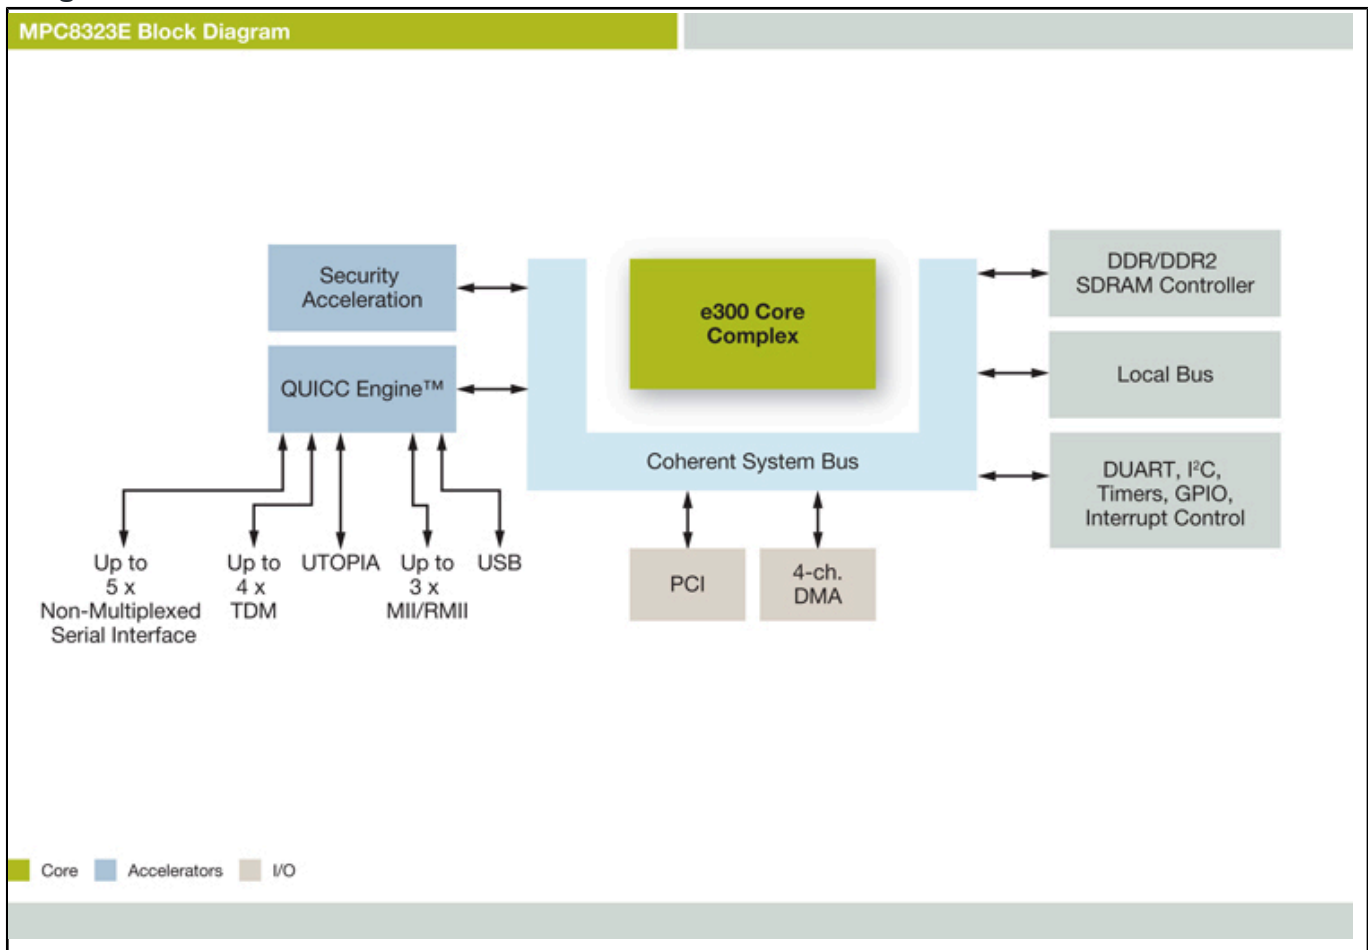 MPC8323E Block Diagram
Security
Acceleration
QUICC Engine™
e300 Core
Complex
Coherent System Bus
DDR/DDR2
SDRAM Controller
Local Bus
DUART, I²C,
Timers, GPIO,
Interrupt Control
Up to
5 x
Non-Multiplexed
Serial Interface
Up to
4 x
TDM
UTOPIA
Up to
3 x
MII/RMII
USB
PCI
4-ch.
DMA
Core
Accelerators
I/O